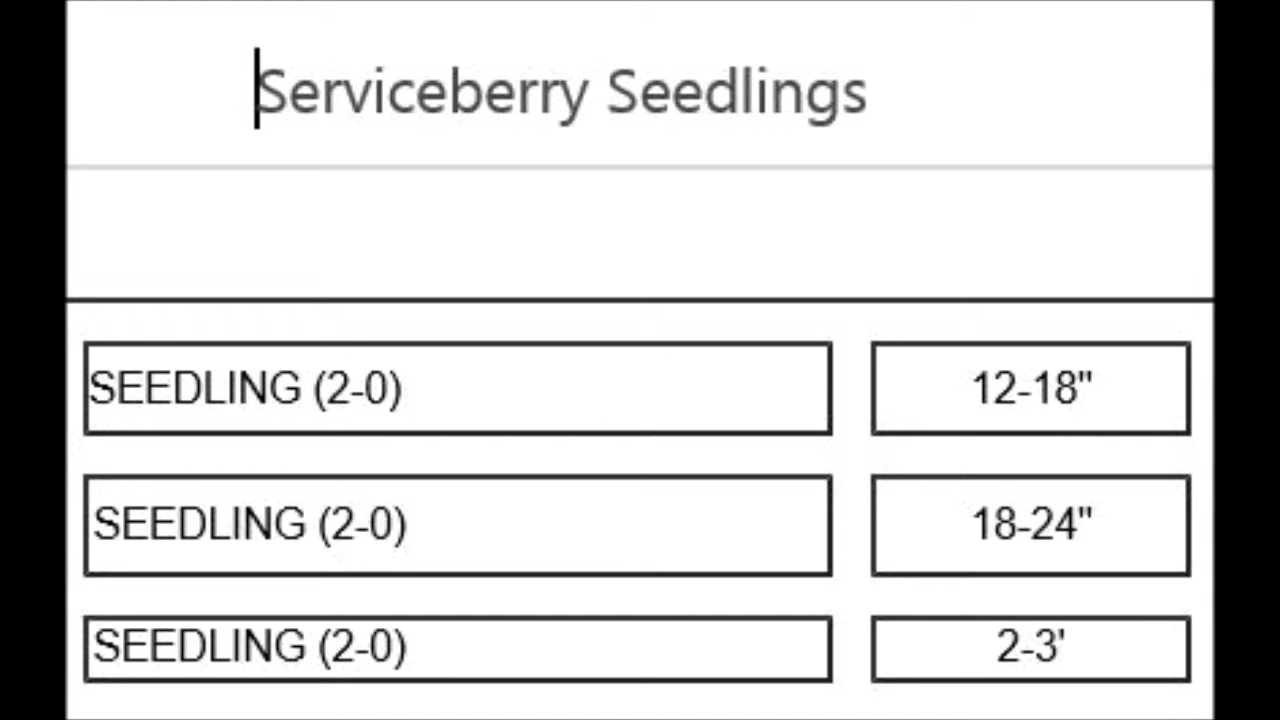 Serviceberry Seedlings
SEEDLING (2-0) 12-18"
SEEDLING (2-0) 18-24"
SEEDLING (2-0) 2-3'